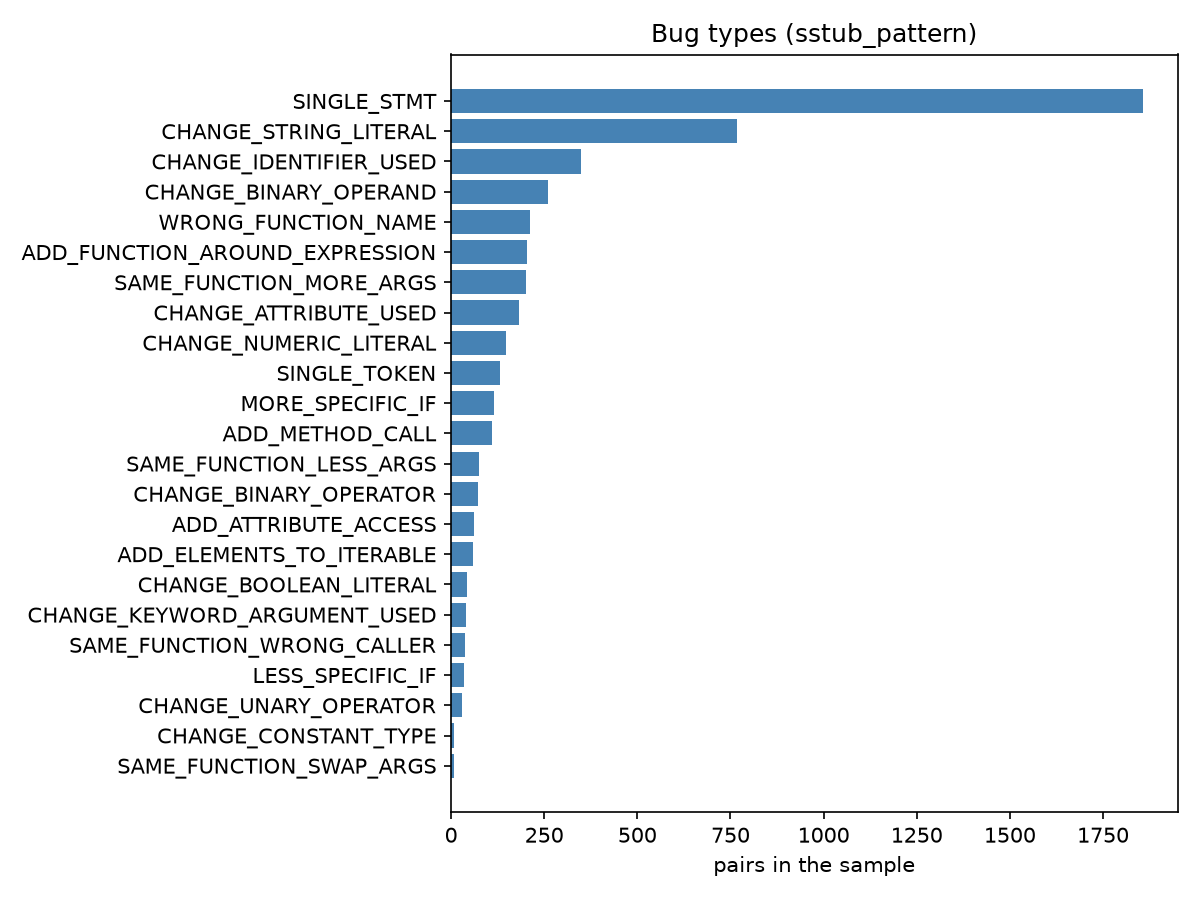 Bug types (sstub_pattern)
SINGLE_STMT
CHANGE_STRING_LITERAL
CHANGE_IDENTIFIER_USED
CHANGE_BINARY_OPERAND
WRONG_FUNCTION_NAME
ADD_FUNCTION_AROUND_EXPRESSION
SAME_FUNCTION_MORE_ARGS
CHANGE_ATTRIBUTE_USED
CHANGE_NUMERIC_LITERAL
SINGLE_TOKEN
MORE_SPECIFIC_IF
ADD_METHOD_CALL
SAME_FUNCTION_LESS_ARGS
CHANGE_BINARY_OPERATOR
ADD_ATTRIBUTE_ACCESS
ADD_ELEMENTS_TO_ITERABLE
CHANGE_BOOLEAN_LITERAL
CHANGE_KEYWORD_ARGUMENT_USED
SAME_FUNCTION_WRONG_CALLER
LESS_SPECIFIC_IF
CHANGE_UNARY_OPERATOR
CHANGE_CONSTANT_TYPE
SAME_FUNCTION_SWAP_ARGS
0 250 500 750 1000 1250 1500 1750
pairs in the sample